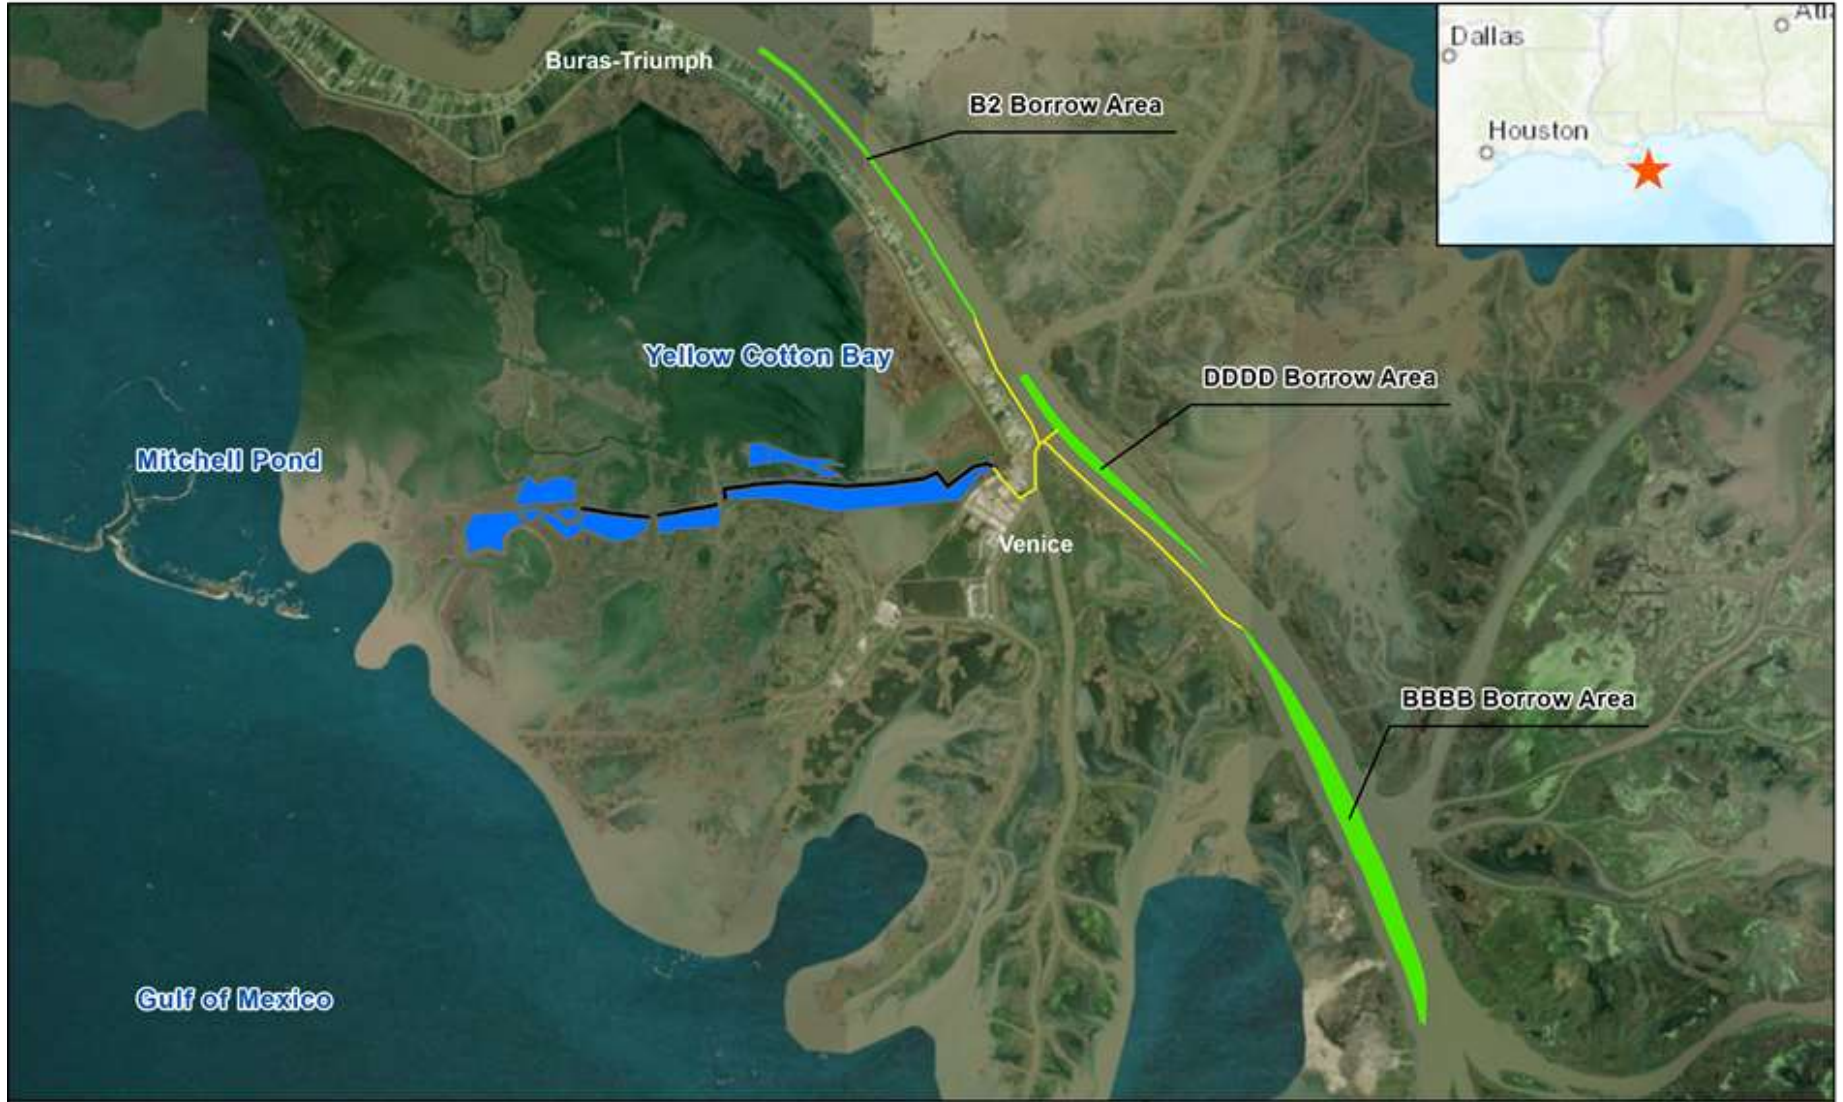 Dallas
Houston
Buras-Triumph
B2 Borrow Area
Yellow Cotton Bay
DDDD Borrow Area
Mitchell Pond
Venice
BBBB Borrow Area
Gulf of Mexico